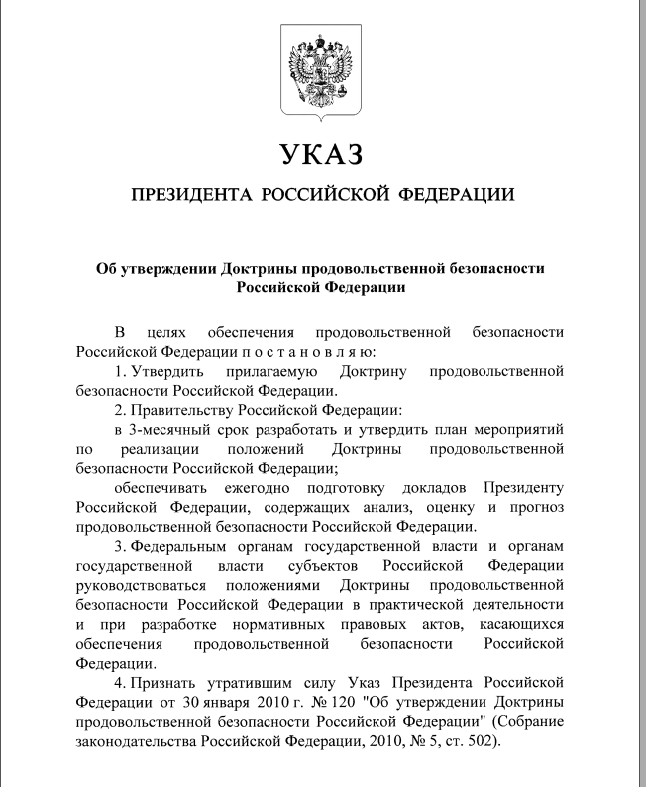 УКАЗ
ПРЕЗИДЕНТА РОССИЙСКОЙ ФЕДЕРАЦИИ
Об утверждении Доктрины продовольственной безопасности
Российской Федерации
В целях обеспечения продовольственной безопасности
Российской Федерации п о с т а н о в л я ю:
1. Утвердить прилагаемую Доктрину продовольственной
безопасности Российской Федерации.
2. Правительству Российской Федерации:
в 3-месячный срок разработать и утвердить план мероприятий
по реализации положений Доктрины продовольственной
безопасности Российской Федерации;
обеспечивать ежегодно подготовку докладов Президенту
Российской Федерации, содержащих анализ, оценку и прогноз
продовольственной безопасности Российской Федерации.
3. Федеральным органам государственной власти и органам
государственной власти субъектов Российской Федерации
руководствоваться положениями Доктрины продовольственной
безопасности Российской Федерации в практической деятельности
и при разработке нормативных правовых актов, касающихся
обеспечения продовольственной безопасности Российской
Федерации.
4. Признать утратившим силу Указ Президента Российской
Федерации от 30 января 2010 г. № 120 "Об утверждении Доктрины
продовольственной безопасности Российской Федерации" (Собрание
законодательства Российской Федерации, 2010, № 5, ст. 502).